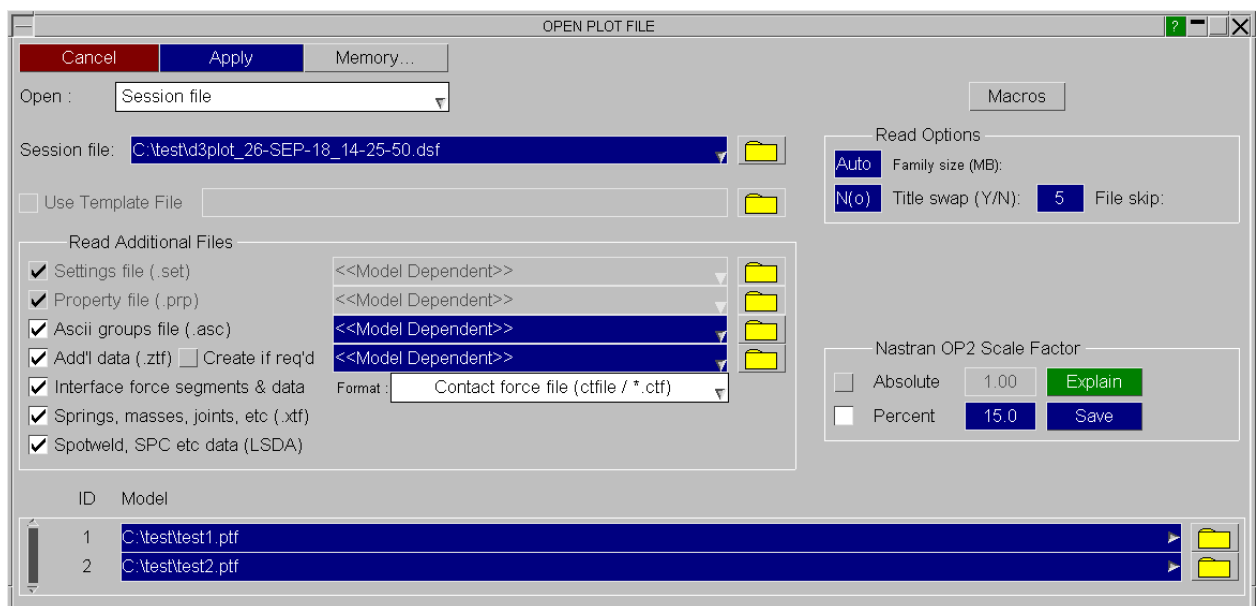 OPEN PLOT FILE
?
Cancel Apply Memory...
Open : Session file Macros
Session file: C:\test\d3plot_26-SEP-18_14-25-50.dsf
Read Options
Auto Family size (MB):
N(o) Title swap (Y/N): 5 File skip:
Use Template File
Read Additional Files
Settings file (.set) <<Model Dependent>>
Property file (.prp) <<Model Dependent>>
Ascii groups file (.asc) <<Model Dependent>>
Add'l data (.ztf) Create if req'd <<Model Dependent>>
Interface force segments & data Format : Contact force file (ctfile / *.ctf)
Springs, masses, joints, etc (.xtf)
Spotweld, SPC etc data (LSDA)
Nastran OP2 Scale Factor
Absolute 1.00 Explain
Percent 15.0 Save
ID Model
1 C:\test\test1.ptf
2 C:\test\test2.ptf